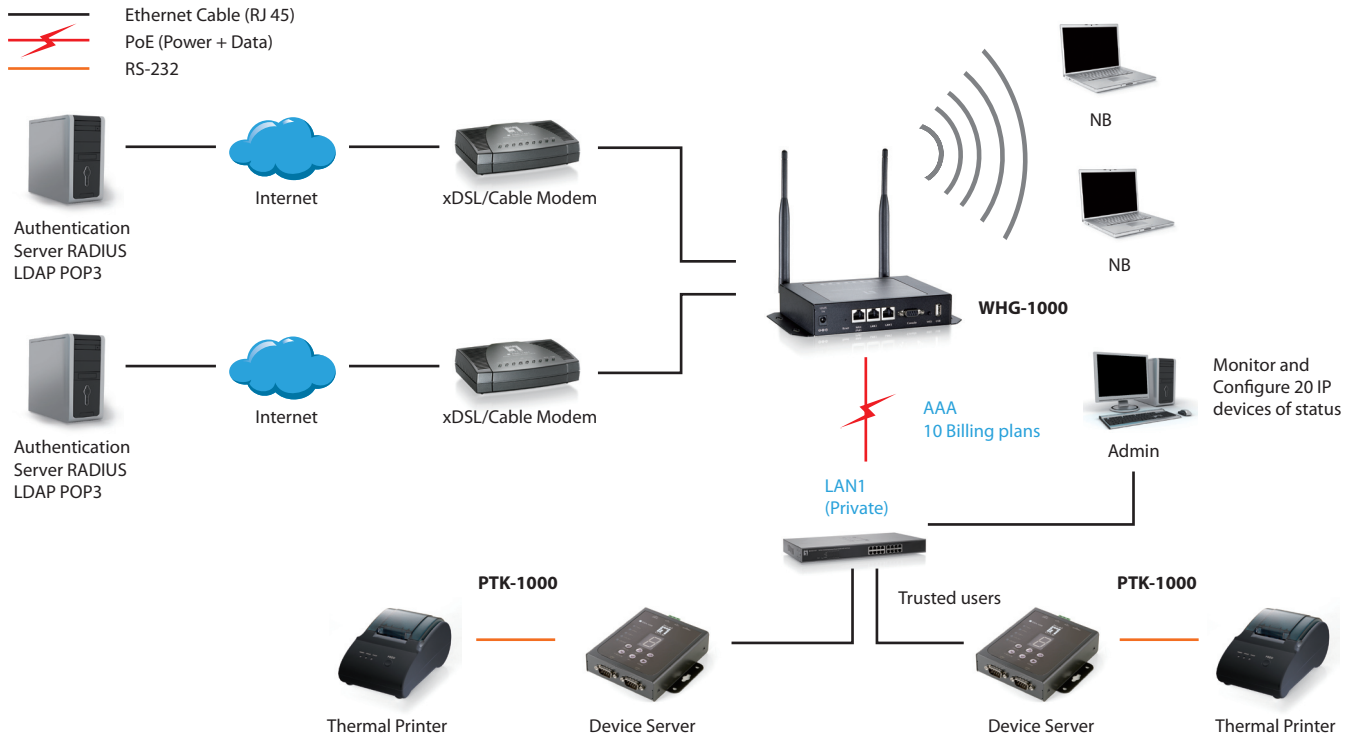 Ethernet Cable (RJ 45)
PoE (Power + Data)
RS-232
Authentication
Server RADIUS
LDAP POP3
Internet
xDSL/Cable Modem
NB
NB
WHG-1000
Authentication
Server RADIUS
LDAP POP3
Internet
xDSL/Cable Modem
AAA
10 Billing plans
LAN1
(Private)
Monitor and
Configure 20 IP
devices of status
Admin
PTK-1000
Trusted users
PTK-1000
Thermal Printer
Device Server
Device Server
Thermal Printer